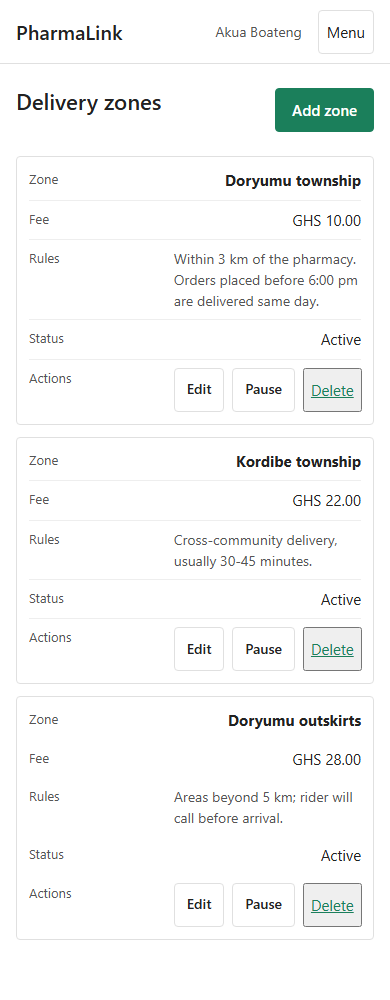 PharmaLink
Akua Boateng
Menu
Delivery zones
Add zone
Zone
Doryumu township
Fee
GHS 10.00
Rules
Within 3 km of the pharmacy.
Orders placed before 6:00 pm
are delivered same day.
Status
Active
Actions
Edit
Pause
Delete
Zone
Kordibe township
Fee
GHS 22.00
Rules
Cross-community delivery,
usually 30-45 minutes.
Status
Active
Actions
Edit
Pause
Delete
Zone
Doryumu outskirts
Fee
GHS 28.00
Rules
Areas beyond 5 km; rider will
call before arrival.
Status
Active
Actions
Edit
Pause
Delete